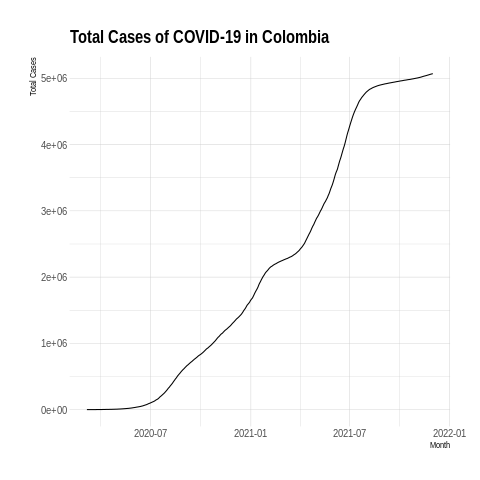 Total Cases of COVID-19 in Colombia
Total Cases
5e+06
4e+06
3e+06
2e+06
1e+06
0e+00
2020-07 2021-01 2021-07 2022-01
Month